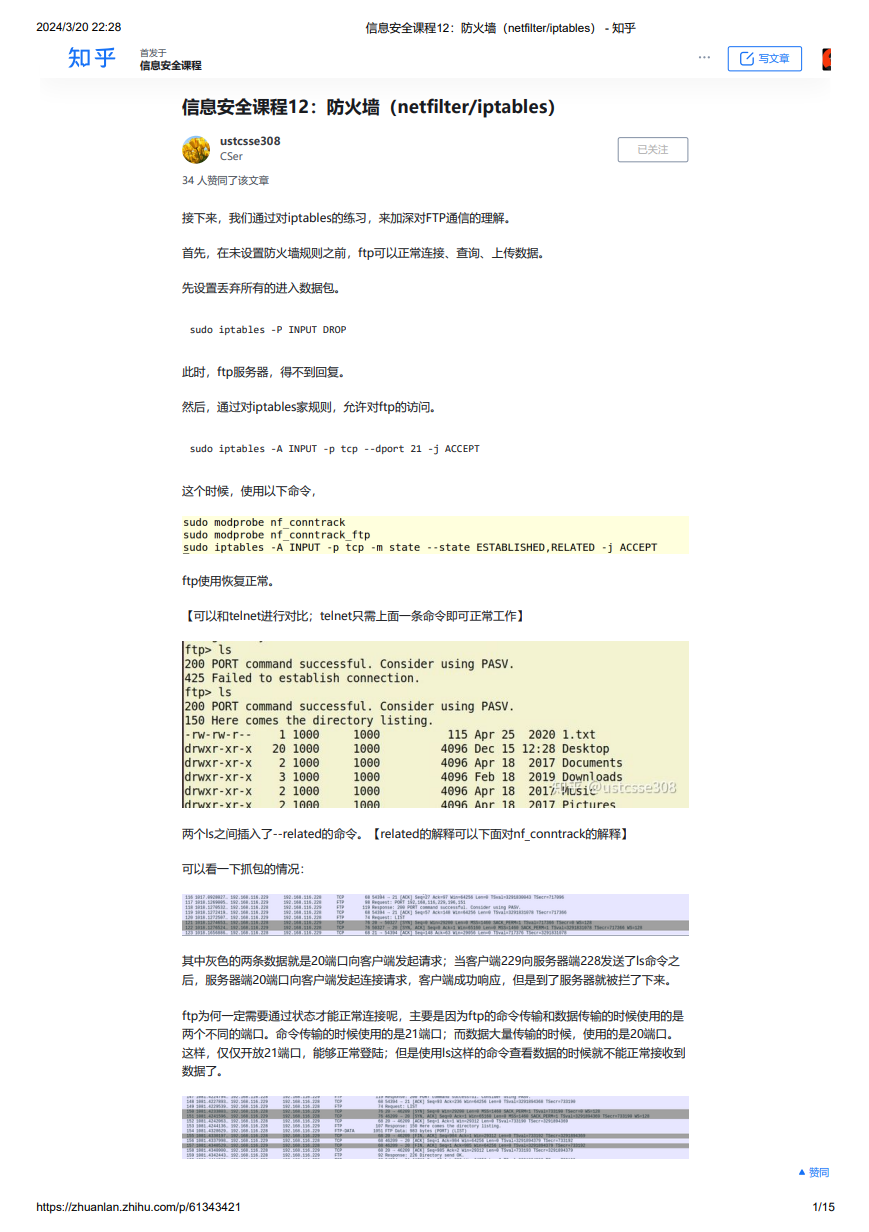 2024/3/20 22:28
信息安全课程12：防火墙（netfilter/iptables） - 知乎
知乎
首发于
信息安全课程
···
写文章
信息安全课程12：防火墙（netfilter/iptables）
ustcsse308
CSer
已关注
34 人赞同了该文章
接下来，我们通过对iptables的练习，来加深对FTP通信的理解。
首先，在未设置防火墙规则之前，ftp可以正常连接、查询、上传数据。
先设置丢弃所有的进入数据包。
sudo iptables -P INPUT DROP
此时，ftp服务器，得不到回复。
然后，通过对iptables家规则，允许对ftp的访问。
sudo iptables -A INPUT -p tcp --dport 21 -j ACCEPT
这个时候，使用以下命令，
sudo modprobe nf_conntrack
sudo modprobe nf_conntrack_ftp
sudo iptables -A INPUT -p tcp -m state --state ESTABLISHED,RELATED -j ACCEPT
ftp使用恢复正常。
【可以和telnet进行对比；telnet只需上面一条命令即可正常工作】
ftp> ls
200 PORT command successful. Consider using PASV.
425 Failed to establish connection.
ftp> ls
200 PORT command successful. Consider using PASV.
150 Here comes the directory listing.
-rw-rw-r-- 1 1000 1000 115 Apr 25 2020 1.txt
drwxr-xr-x 20 1000 1000 4096 Dec 15 12:28 Desktop
drwxr-xr-x 2 1000 1000 4096 Apr 18 2017 Documents
drwxr-xr-x 3 1000 1000 4096 Feb 18 2019 Downloads
drwxr-xr-x 2 1000 1000 4096 Apr 18 2017 Music
知乎 @ustcsse308
drwxr-xr-x 2 1000 1000 4096 Apr 18 2017 Pictures
两个ls之间插入了--related的命令。【related的解释可以下面对nf_conntrack的解释】
可以看一下抓包的情况：
其中灰色的两条数据就是20端口向客户端发起请求；当客户端229向服务器端228发送了ls命令之
后，服务器端20端口向客户端发起连接请求，客户端成功响应，但是到了服务器就被拦了下来。
ftp为何一定需要通过状态才能正常连接呢，主要是因为ftp的命令传输和数据传输的时候使用的是
两个不同的端口。命令传输的时候使用的是21端口；而数据大量传输的时候，使用的是20端口。
这样，仅仅开放21端口，能够正常登陆；但是使用ls这样的命令查看数据的时候就不能正常接收到
数据了。
▲ 赞同
https://zhuanlan.zhihu.com/p/61343421
1/15